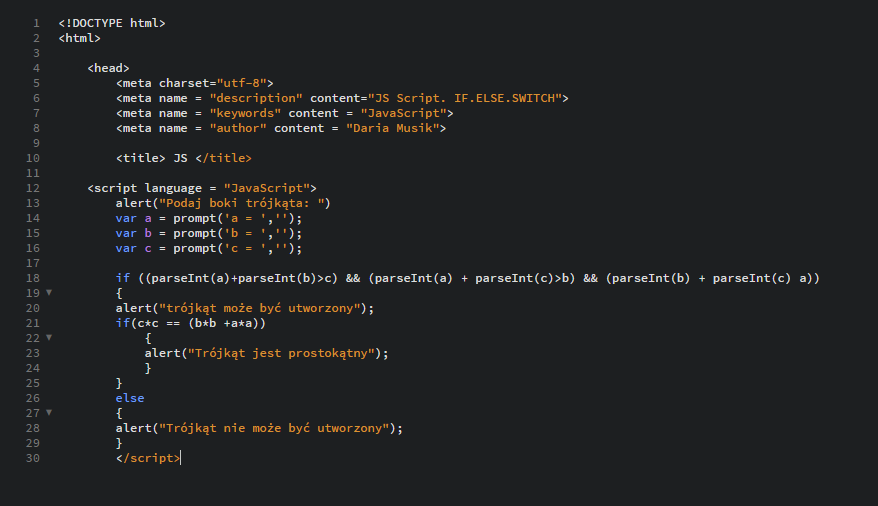 1 <!DOCTYPE html>
2 <html>
3
4 <head>
5 <meta charset="utf-8">
6 <meta name = "description" content="JS Script. IF.ELSE.SWITCH">
7 <meta name = "keywords" content = "JavaScript">
8 <meta name = "author" content = "Daria Musik">
9
10 <title> JS </title>
11
12 <script language = "JavaScript">
13 alert("Podaj boki trójkąta: ")
14 var a = prompt('a = ','');
15 var b = prompt('b = ','');
16 var c = prompt('c = ','');
17
18 if ((parseInt(a)+parseInt(b)>c) && (parseInt(a) + parseInt(c)>b) && (parseInt(b) + parseInt(c) a))
19 {
20 alert("trójkąt może być utworzony");
21 if(c*c == (b*b +a*a))
22 {
23 alert("Trójkąt jest prostokątny");
24 }
25 }
26 else
27 {
28 alert("Trójkąt nie może być utworzony");
29 }
30 </script>